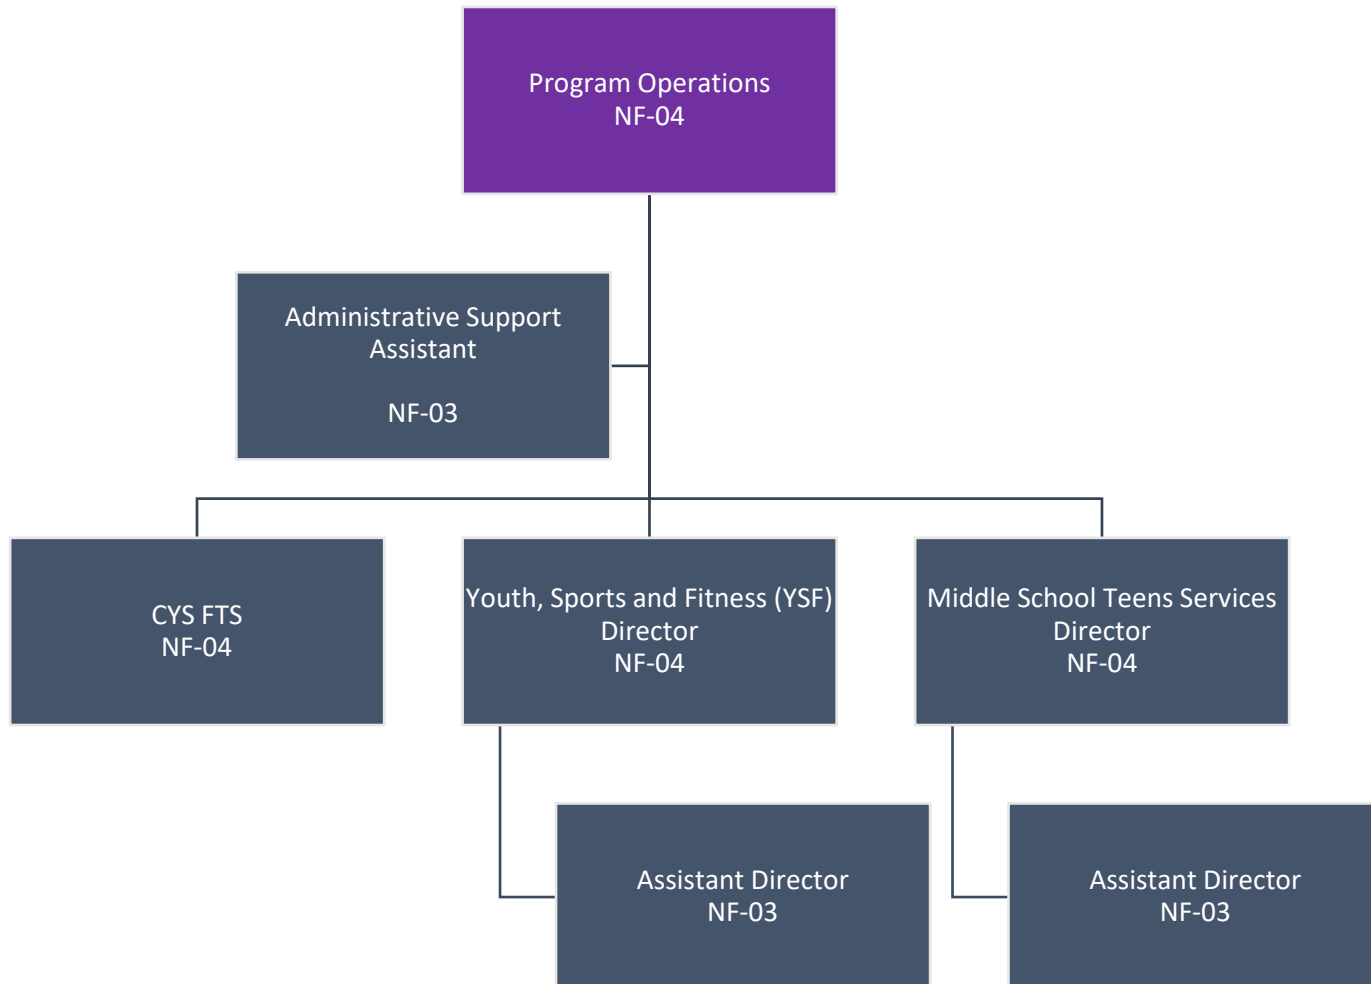 Program Operations
NF-04
Administrative Support
Assistant
NF-03
CYS FTS
NF-04
Youth, Sports and Fitness (YSF)
Director
NF-04
Middle School Teens Services
Director
NF-04
Assistant Director
NF-03
Assistant Director
NF-03